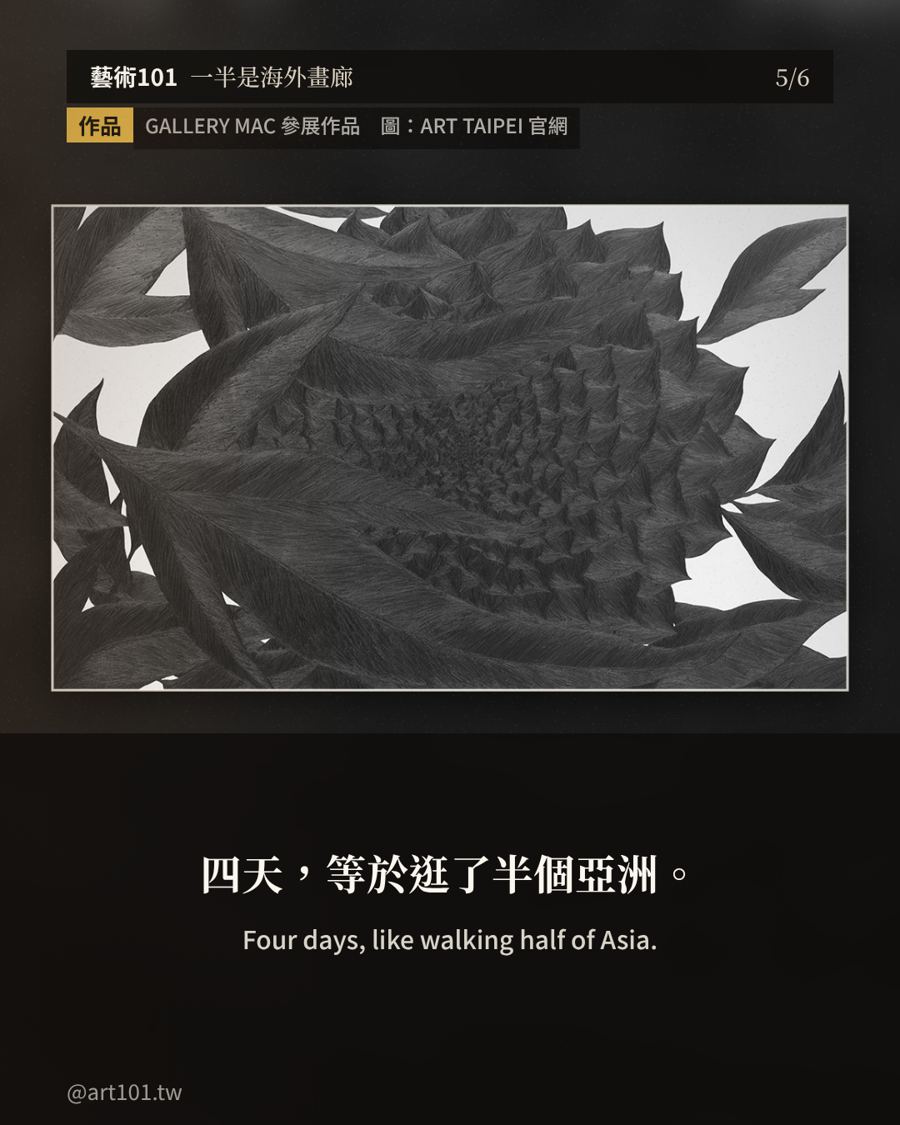 藝術101 一半是海外畫廊 5/6
作品 GALLERY MAC 參展作品 圖：ART TAIPEI 官網
四天，等於逛了半個亞洲。
Four days, like walking half of Asia.
@art101.tw